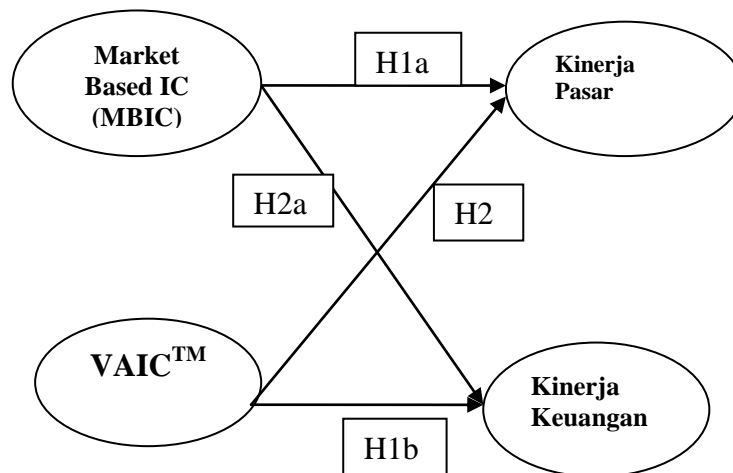 Market
Based IC
(MBIC)
H1a
Kinerja
Pasar
H2a
H2
VAIC™
Kinerja
Keuangan
H1b